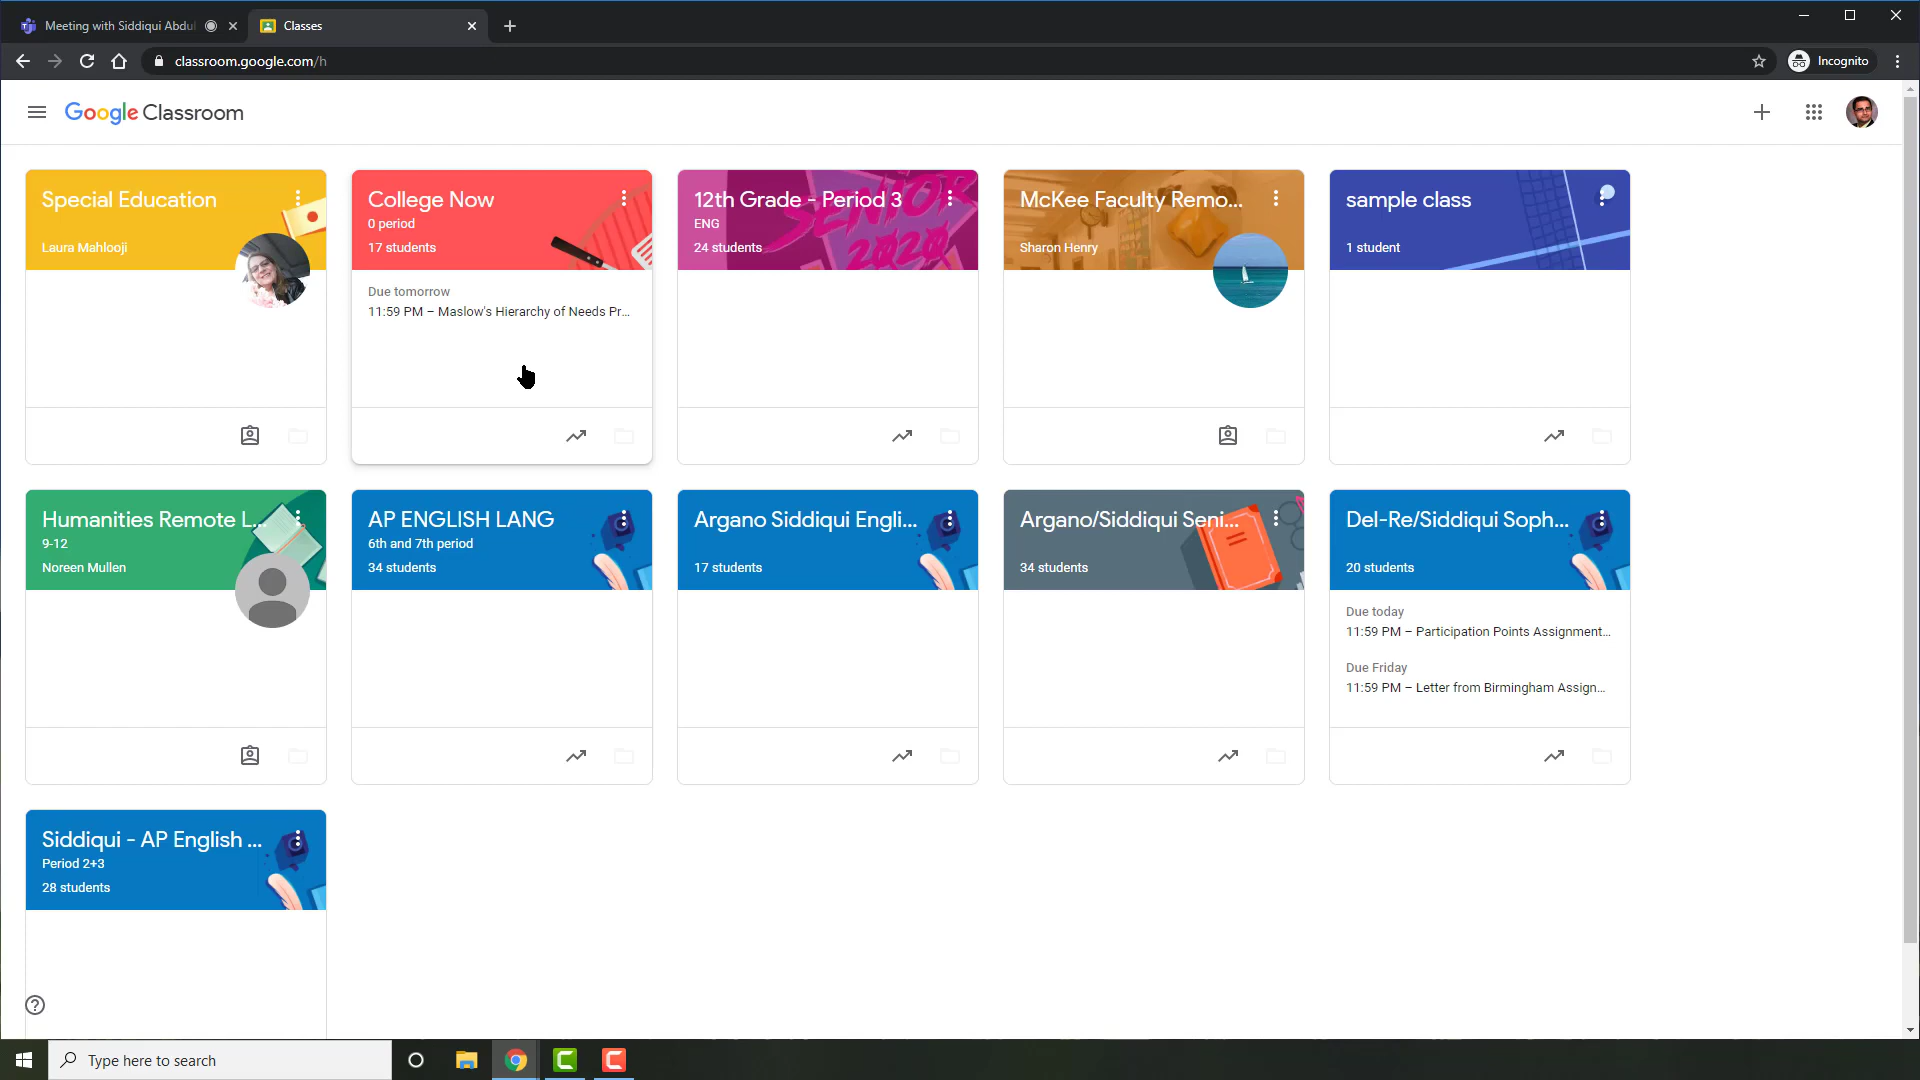 Meeting with Siddiqui Abdul
Classes
classroom.google.com/h
Incognito
Google Classroom
Special Education
Laura Mahlooji
College Now
0 period
17 students
Due tomorrow
11:59 PM – Maslow's Hierarchy of Needs Pr...
12th Grade - Period 3
ENG
24 students
SENIOR
2020
McKee Faculty Remo...
Sharon Henry
sample class
1 student
Humanities Remote L...
9-12
Noreen Mullen
AP ENGLISH LANG
6th and 7th period
34 students
Argano Siddiqui Engli...
17 students
Argano/Siddiqui Seni...
34 students
Del-Re/Siddiqui Soph...
20 students
Due today
11:59 PM – Participation Points Assignment...
Due Friday
11:59 PM – Letter from Birmingham Assign...
Siddiqui - AP English ...
Period 2+3
28 students
Type here to search